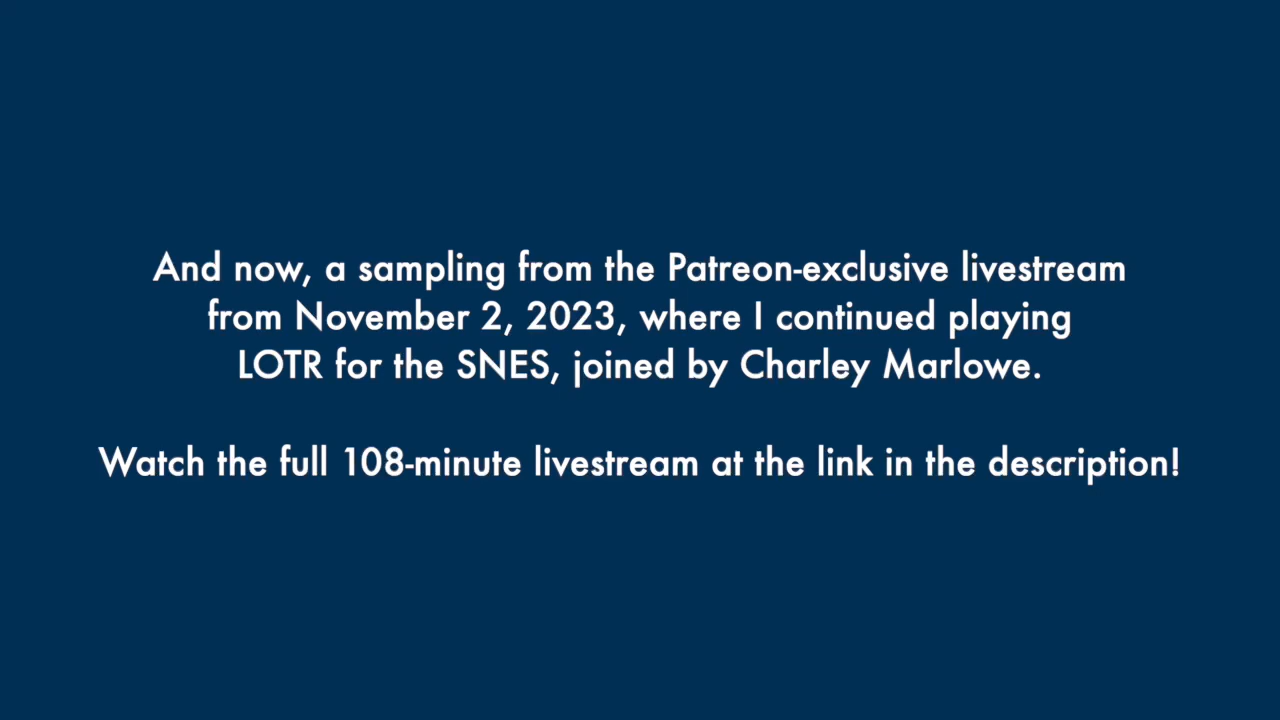 And now, a sampling from the Patreon-exclusive livestream
from November 2, 2023, where I continued playing
LOTR for the SNES, joined by Charley Marlowe.
Watch the full 108-minute livestream at the link in the description!